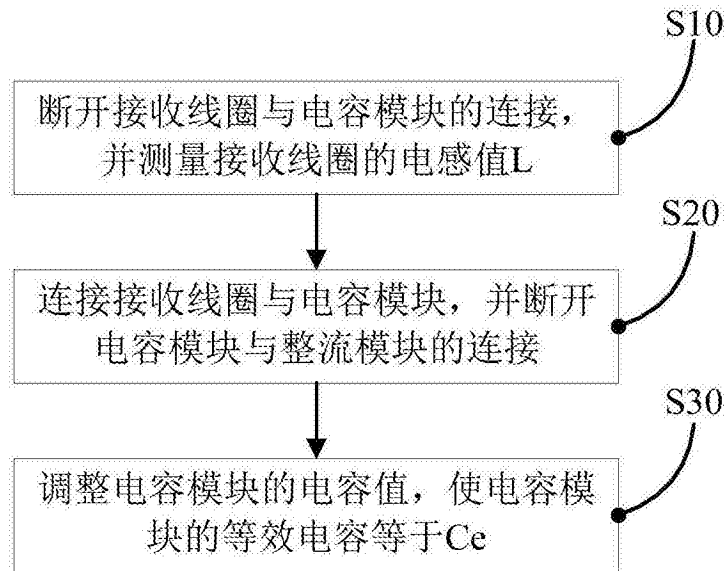 S10
断开接收线圈与电容模块的连接，
并测量接收线圈的电感值L
S20
连接接收线圈与电容模块，并断开
电容模块与整流模块的连接
S30
调整电容模块的电容值，使电容模
块的等效电容等于Ce